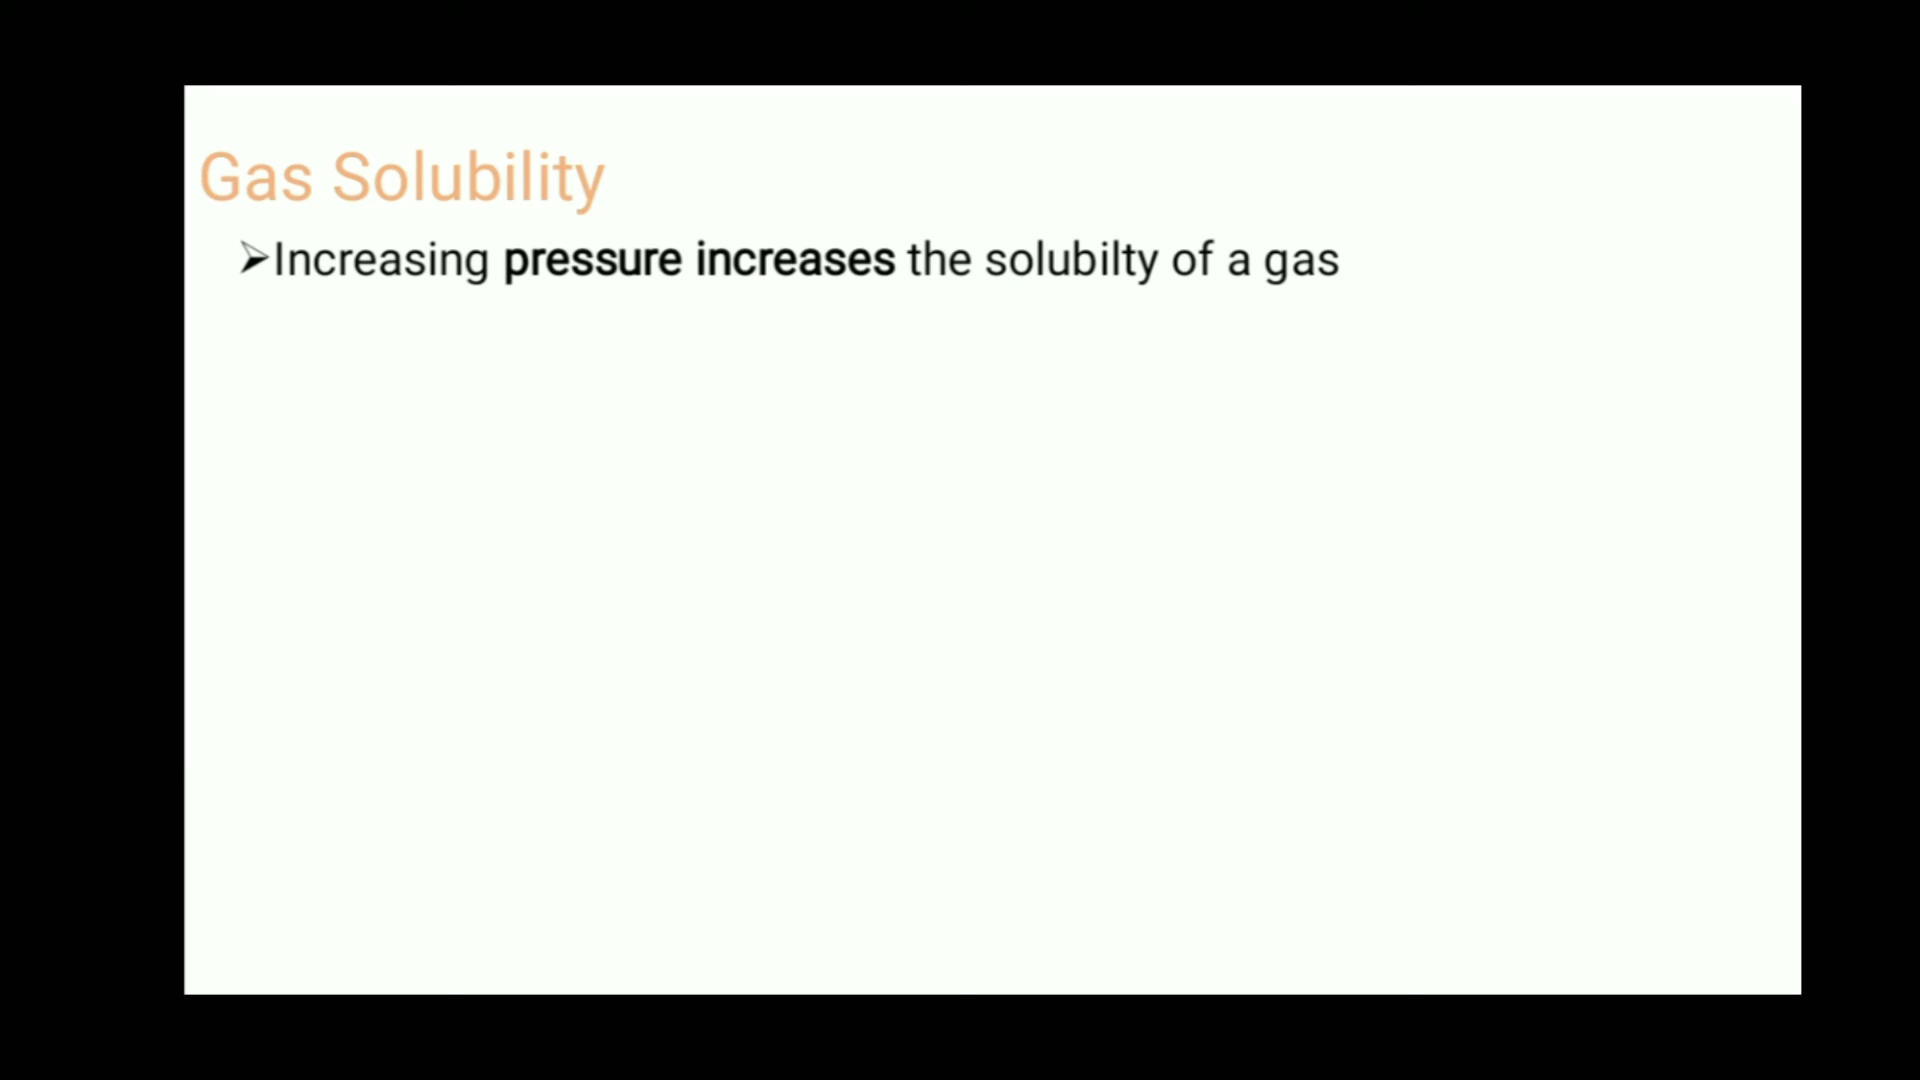 Gas Solubility
➢Increasing pressure increases the solubilty of a gas